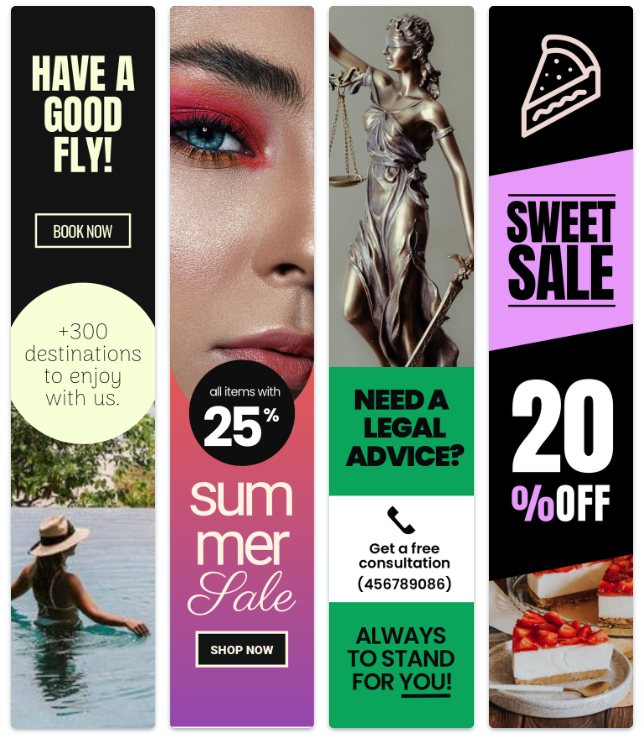 HAVE A
GOOD
FLY!
BOOK NOW
+300
destinations
to enjoy
with us.
all items with
25%
sum
mer
Sale
SHOP NOW
NEED A
LEGAL
ADVICE?
Get a free
consultation
(456789086)
ALWAYS
TO STAND
FOR YOU!
SWEET
SALE
20
%OFF